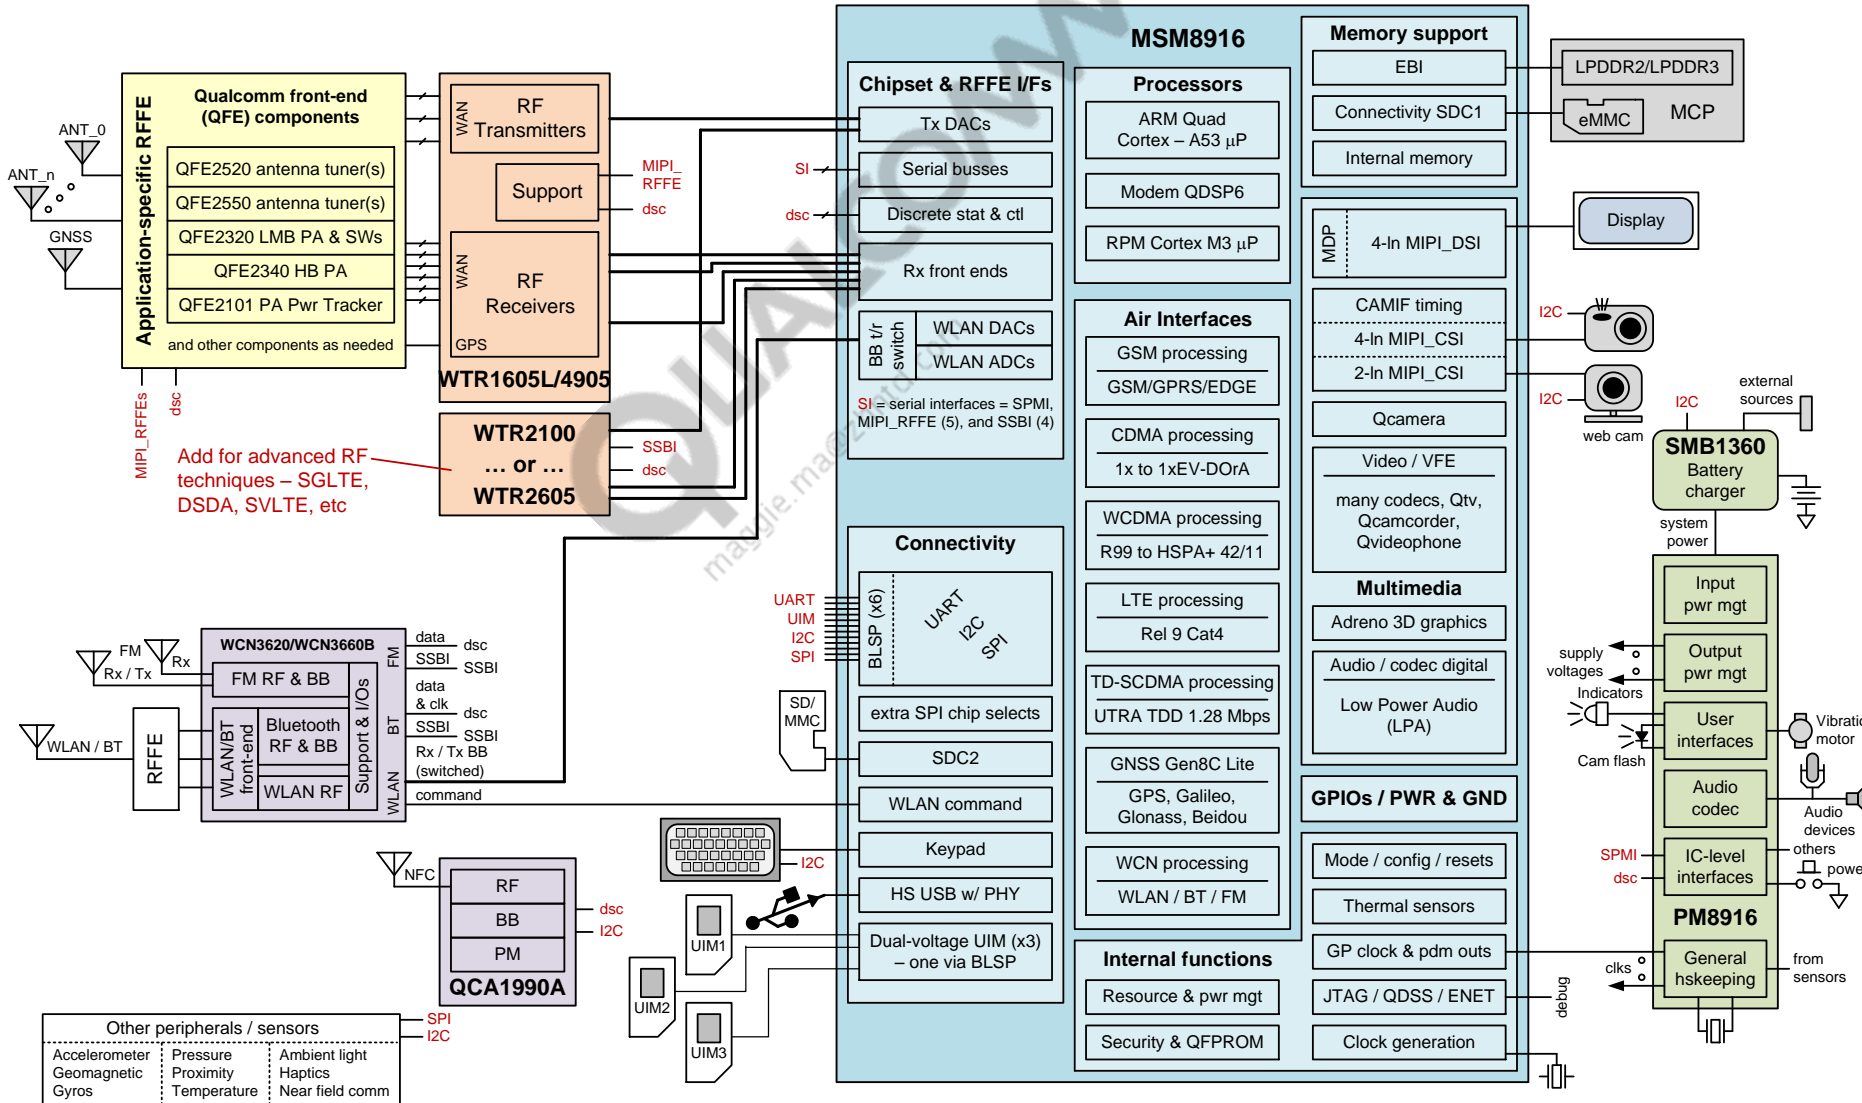 MSM8916
Application-specific RFFE
Qualcomm front-end
(QFE) components
QFE2520 antenna tuner(s)
QFE2550 antenna tuner(s)
QFE2320 LMB PA & SWs
QFE2340 HB PA
QFE2101 PA Pwr Tracker
and other components as needed
ANT_0
ANT_n
GNSS
MIPI_RFFEs
dsc
WAN
RF
Transmitters
Support
MIPI_
RFFE
dsc
WAN
RF
Receivers
GPS
WTR1605L/4905
WTR2100
... or ...
WTR2605
SSBI
dsc
Add for advanced RF
techniques – SGLTE,
DSDA, SVLTE, etc
Chipset & RFFE I/Fs
Tx DACs
SI
Serial busses
dsc
Discrete stat & ctl
Rx front ends
BB t/r
switch
WLAN DACs
WLAN ADCs
SI = serial interfaces = SPMI,
MIPI_RFFE (5), and SSBI (4)
Connectivity
UART
UIM
I2C
SPI
BLSP (x6)
UART
I2C
SPI
extra SPI chip selects
SD/
MMC
SDC2
WLAN command
Keypad
I2C
HS USB w/ PHY
Dual-voltage UIM (x3)
– one via BLSP
UIM1
UIM2
UIM3
WCN3620/WCN3660B
FM
Rx
Rx / Tx
FM RF & BB
WLAN / BT
RFFE
WLAN/BT
front-end
Bluetooth
RF & BB
WLAN RF
Support & I/Os
FM
BT
WLAN
data
dsc
SSBI
SSBI
data
& clk
dsc
SSBI
SSBI
Rx / Tx BB
(switched)
command
NFC
RF
BB
PM
QCA1990A
dsc
I2C
Other peripherals / sensors
SPI
I2C
Accelerometer
Geomagnetic
Gyros
Pressure
Proximity
Temperature
Ambient light
Haptics
Near field comm
Processors
ARM Quad
Cortex – A53 μP
Modem QDSP6
RPM Cortex M3 μP
Air Interfaces
GSM processing
GSM/GPRS/EDGE
CDMA processing
1x to 1xEV-DOrA
WCDMA processing
R99 to HSPA+ 42/11
LTE processing
Rel 9 Cat4
TD-SCDMA processing
UTRA TDD 1.28 Mbps
GNSS Gen8C Lite
GPS, Galileo,
Glonass, Beidou
WCN processing
WLAN / BT / FM
Internal functions
Resource & pwr mgt
Security & QFPROM
Memory support
EBI
Connectivity SDC1
Internal memory
LPDDR2/LPDDR3
eMMC
MCP
MDP
4-ln MIPI_DSI
Display
CAMIF timing
4-ln MIPI_CSI
2-ln MIPI_CSI
I2C
I2C
web cam
Qcamera
Video / VFE
many codecs, Qtv,
Qcamcorder,
Qvideophone
Multimedia
Adreno 3D graphics
Audio / codec digital
Low Power Audio
(LPA)
GPIOs / PWR & GND
Mode / config / resets
Thermal sensors
GP clock & pdm outs
JTAG / QDSS / ENET
debug
Clock generation
I2C
external
sources
SMB1360
Battery
charger
system
power
Input
pwr mgt
supply
voltages
Output
pwr mgt
Indicators
User
interfaces
Vibratio
motor
Cam flash
Audio
codec
Audio
devices
SPMI
dsc
IC-level
interfaces
others
powe
PM8916
clks
General
hskeeping
from
sensors